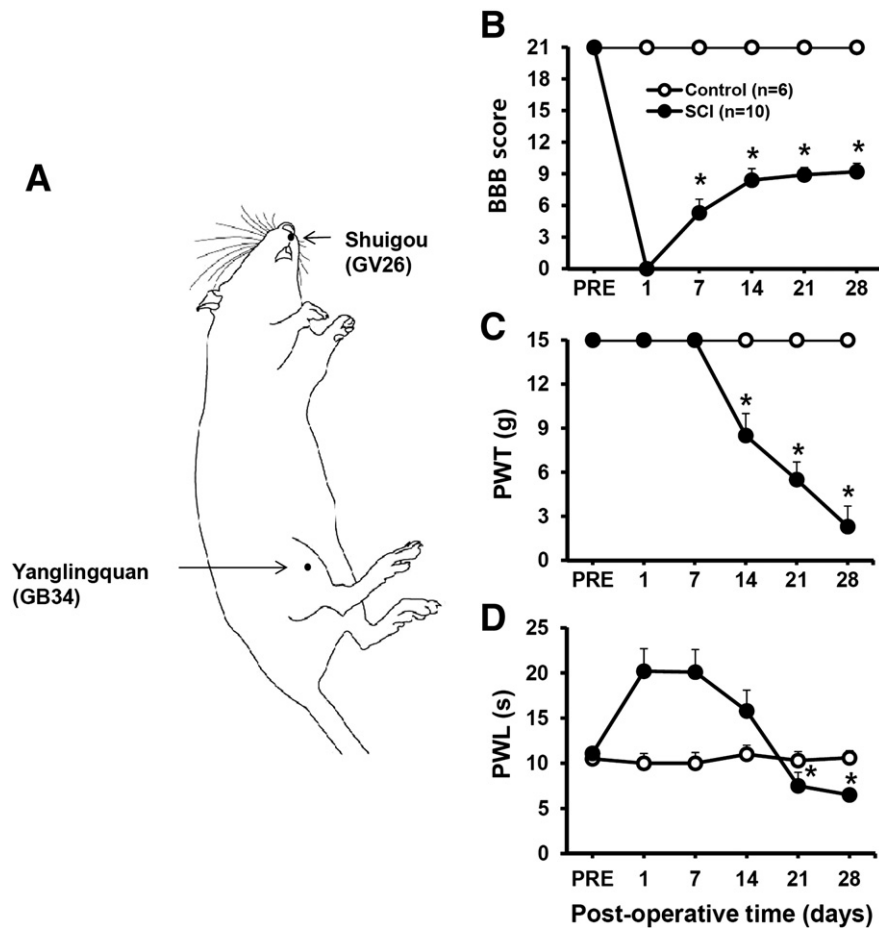 A
Shuigou
(GV26)
Yanglingquan
(GB34)
B
BBB score
21
18
15
12
9
6
3
0
Control (n=6)
SCI (n=10)
* * * *
PRE 1 7 14 21 28
C
PWT (g)
15
12
9
6
3
0
* * *
PRE 1 7 14 21 28
D
PWL (s)
25
20
15
10
5
0
* *
PRE 1 7 14 21 28
Post-operative time (days)